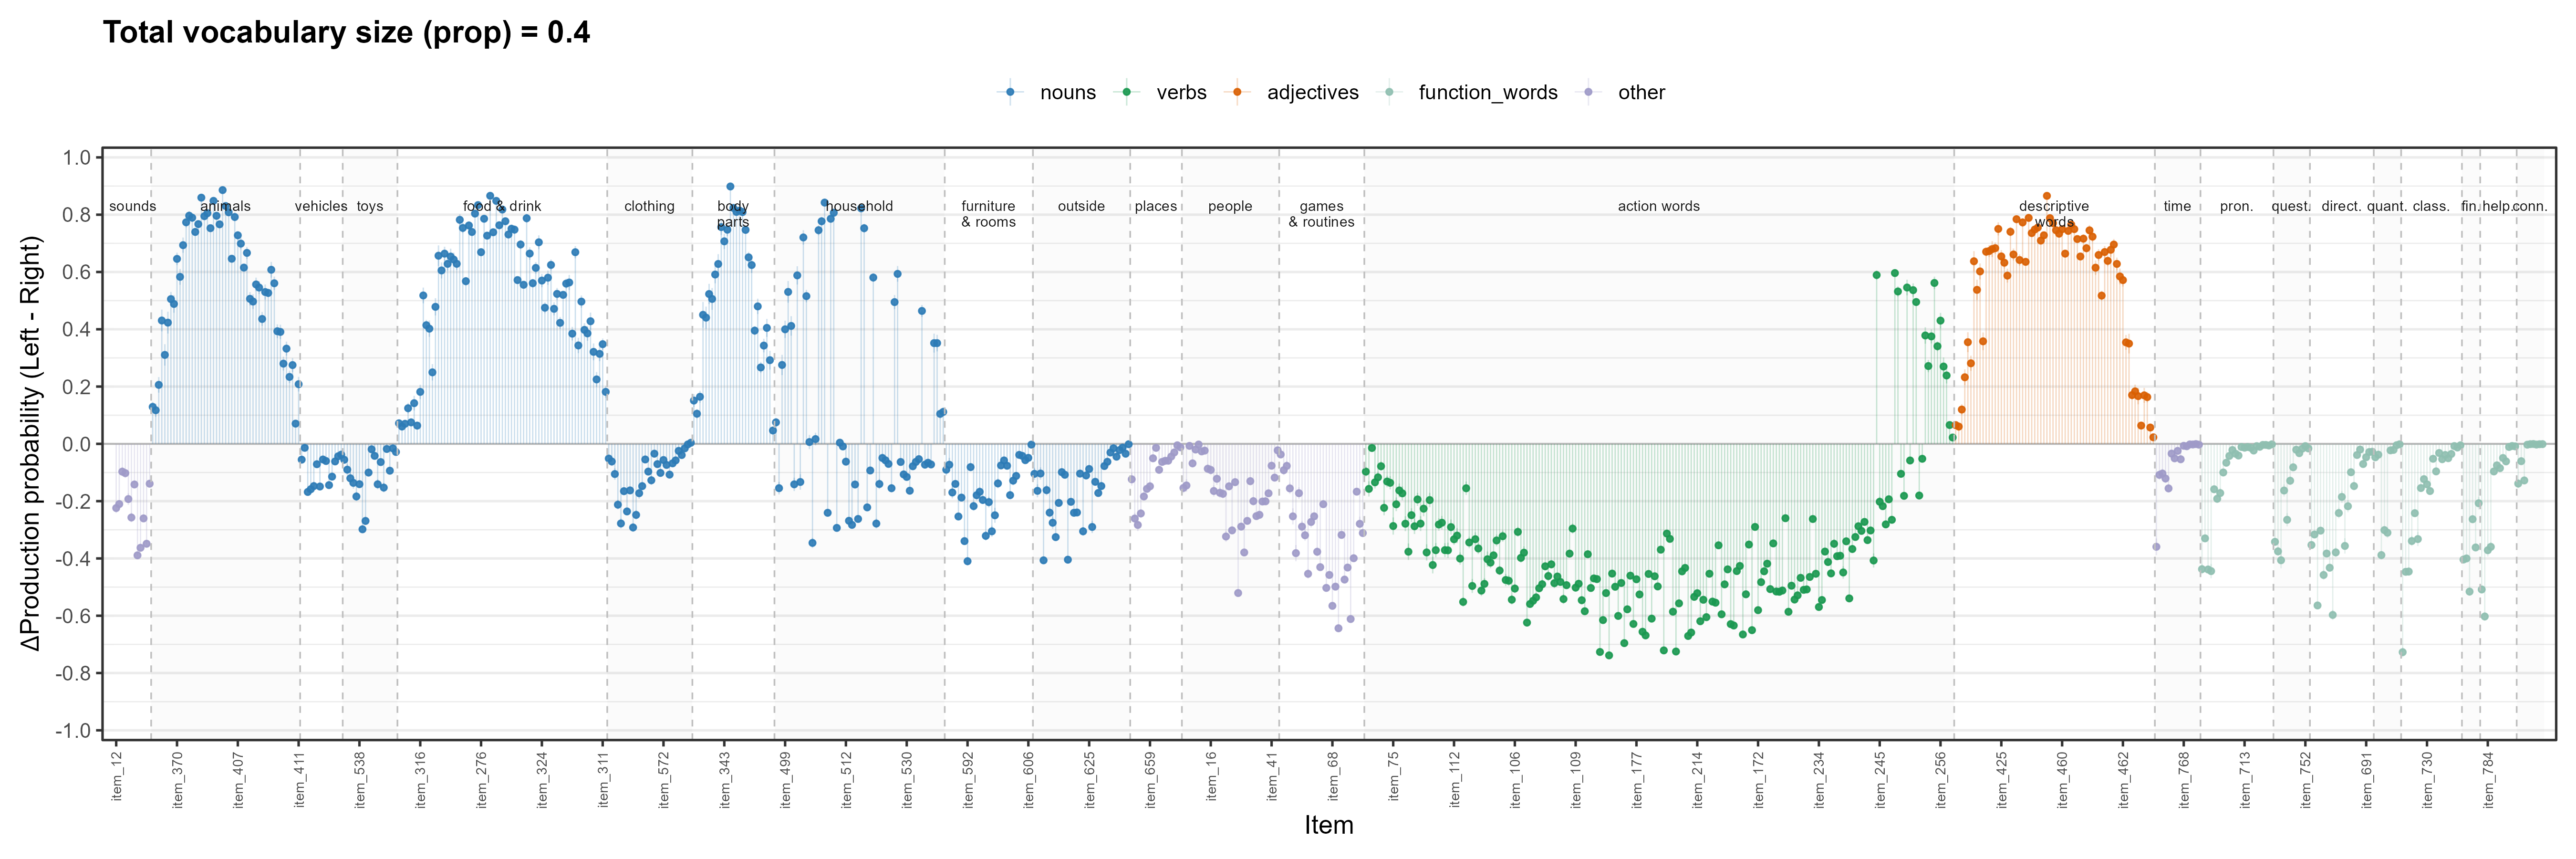 Total vocabulary size (prop) = 0.4
nouns verbs adjectives function_words other
ΔProduction probability (Left - Right)
1.0
0.8
0.6
0.4
0.2
0.0
-0.2
-0.4
-0.6
-0.8
-1.0
sounds animals vehicles toys food & drink clothing body parts household furniture & rooms outside places people games & routines action words descriptive words time pron. quest. direct. quant. class. fin. help. conn.
item_12 item_370 item_407 item_411 item_538 item_316 item_276 item_324 item_311 item_572 item_343 item_499 item_512 item_530 item_592 item_606 item_625 item_658 item_16 item_41 item_68 item_75 item_112 item_106 item_109 item_177 item_214 item_172 item_234 item_245 item_256 item_425 item_460 item_462 item_768 item_713 item_752 item_691 item_730 item_784
Item